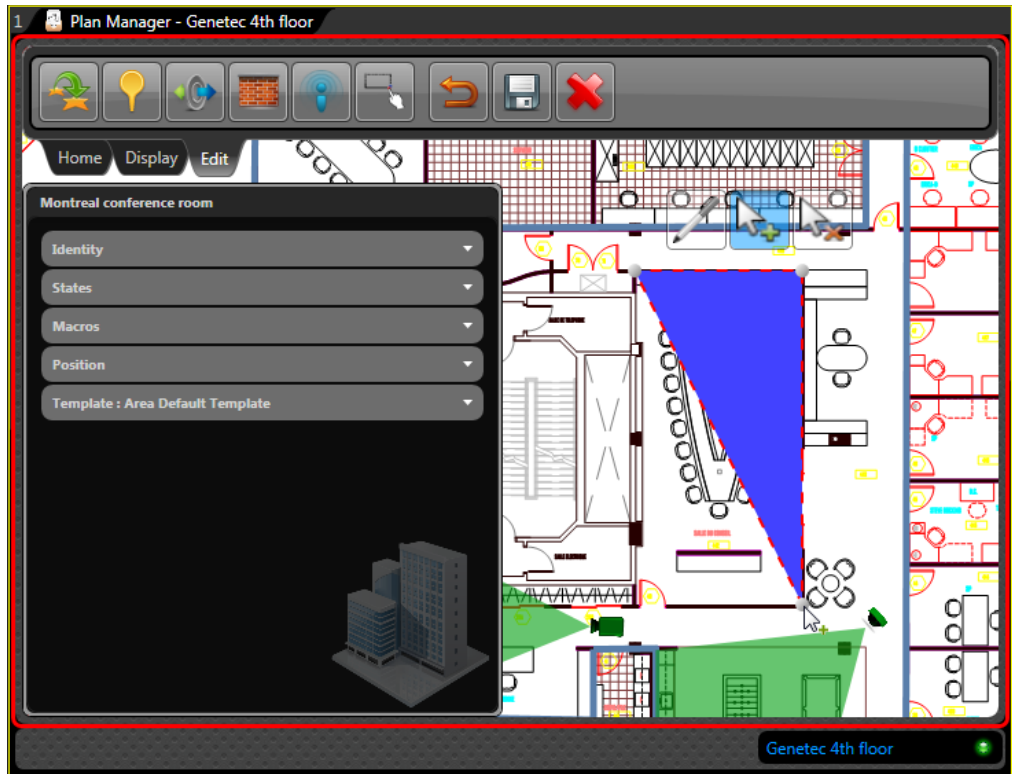 1 Plan Manager - Genetec 4th floor
Home Display Edit
Montreal conference room
Identity
States
Macros
Position
Template : Area Default Template
Genetec 4th floor